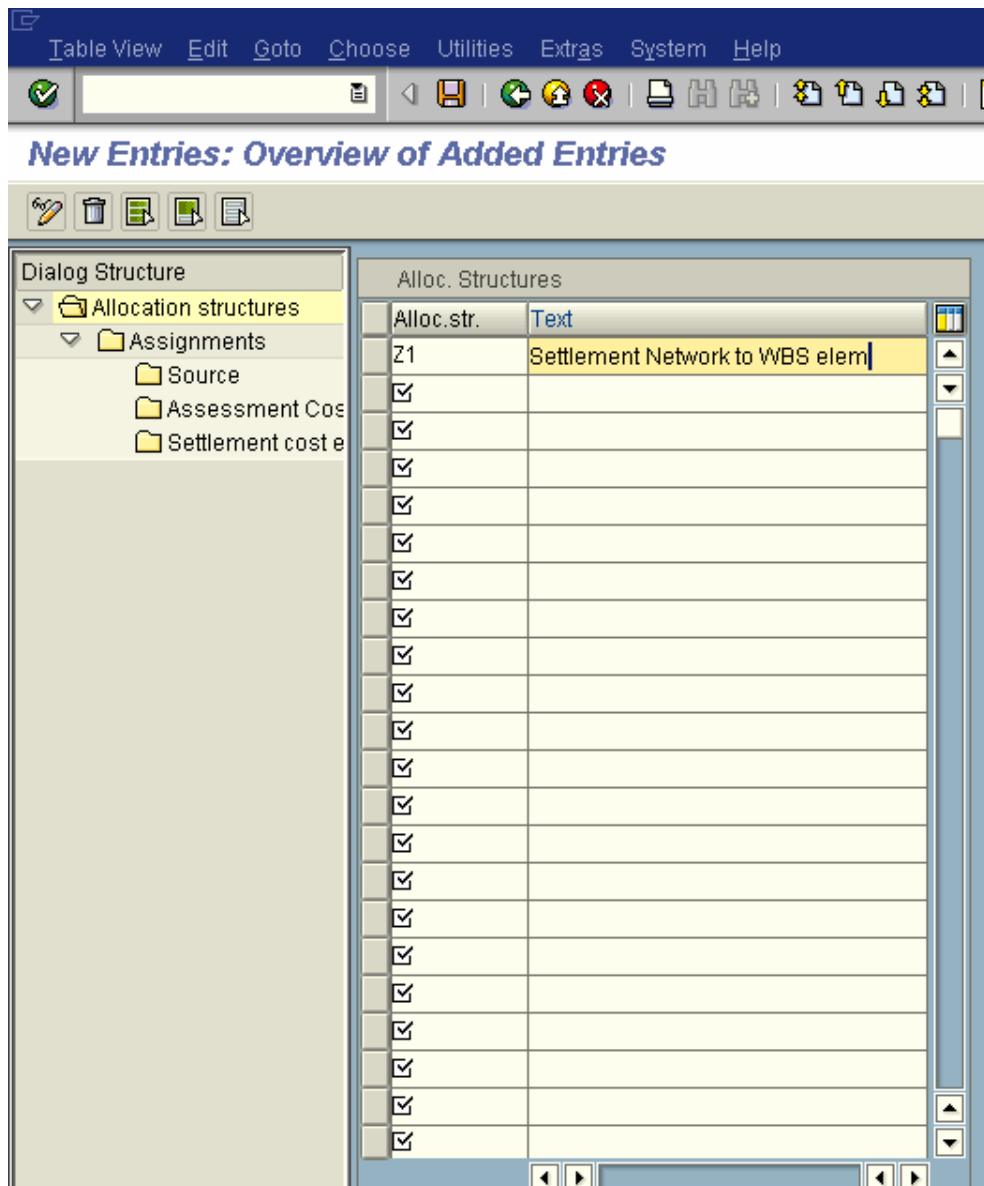 Table View Edit Goto Choose Utilities Extras System Help
New Entries: Overview of Added Entries
Dialog Structure
Allocation structures
Assignments
Source
Assessment Cos
Settlement cost e
Alloc. Structures
Alloc.str. Text
Z1 Settlement Network to WBS elem